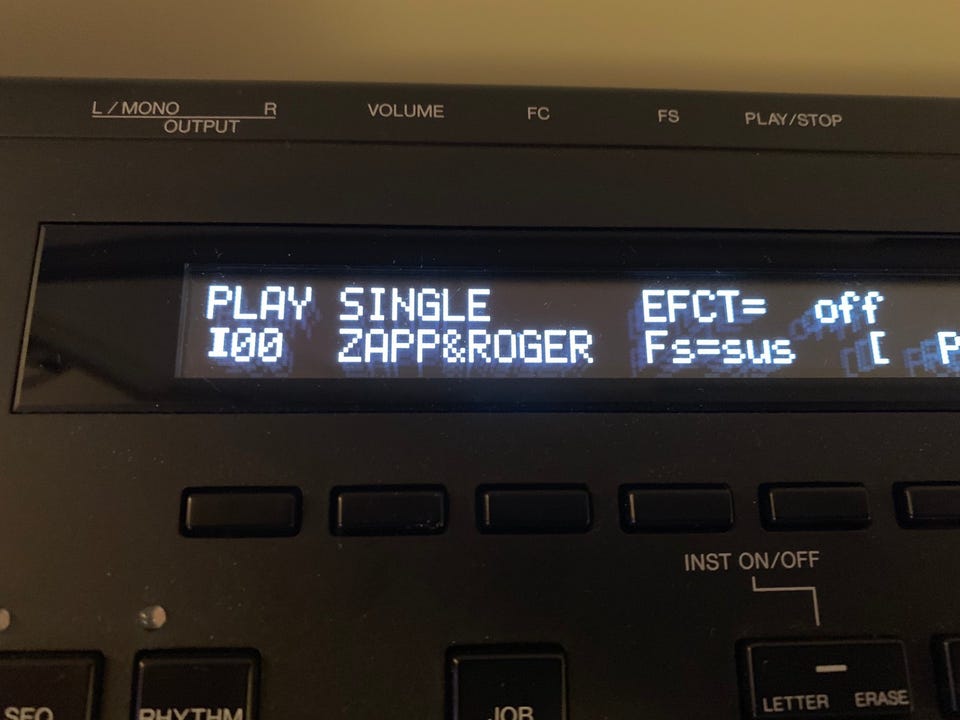 L / MONO R VOLUME FC FS PLAY/STOP
OUTPUT
PLAY SINGLE EFCT= off
I00 ZAPP&ROGER Fs=sus [ P
INST ON/OFF
SEQ RHYTHM JOB LETTER ERASE